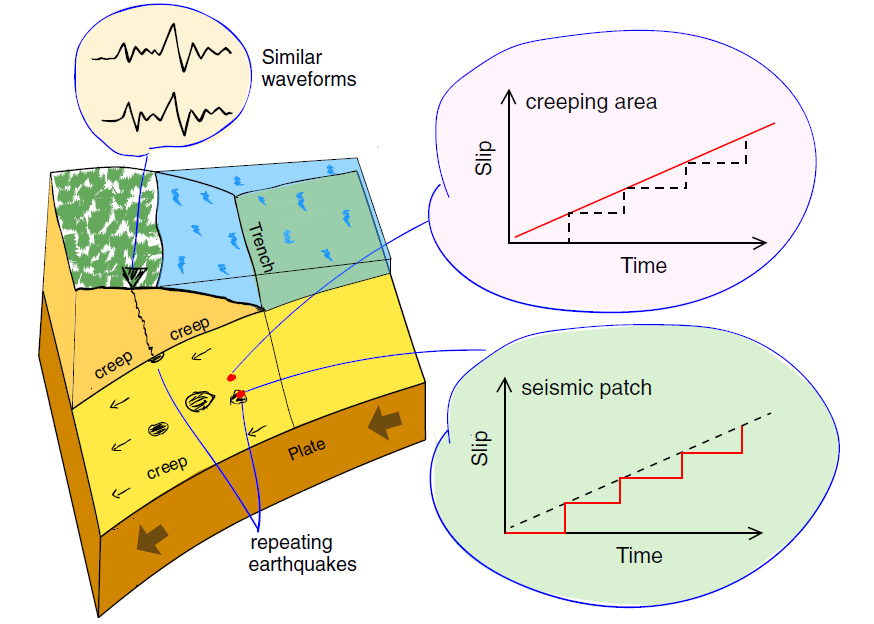 Similar
waveforms
creeping area
Slip
Time
Trench
creep
creep
creep
Plate
repeating
earthquakes
seismic patch
Slip
Time